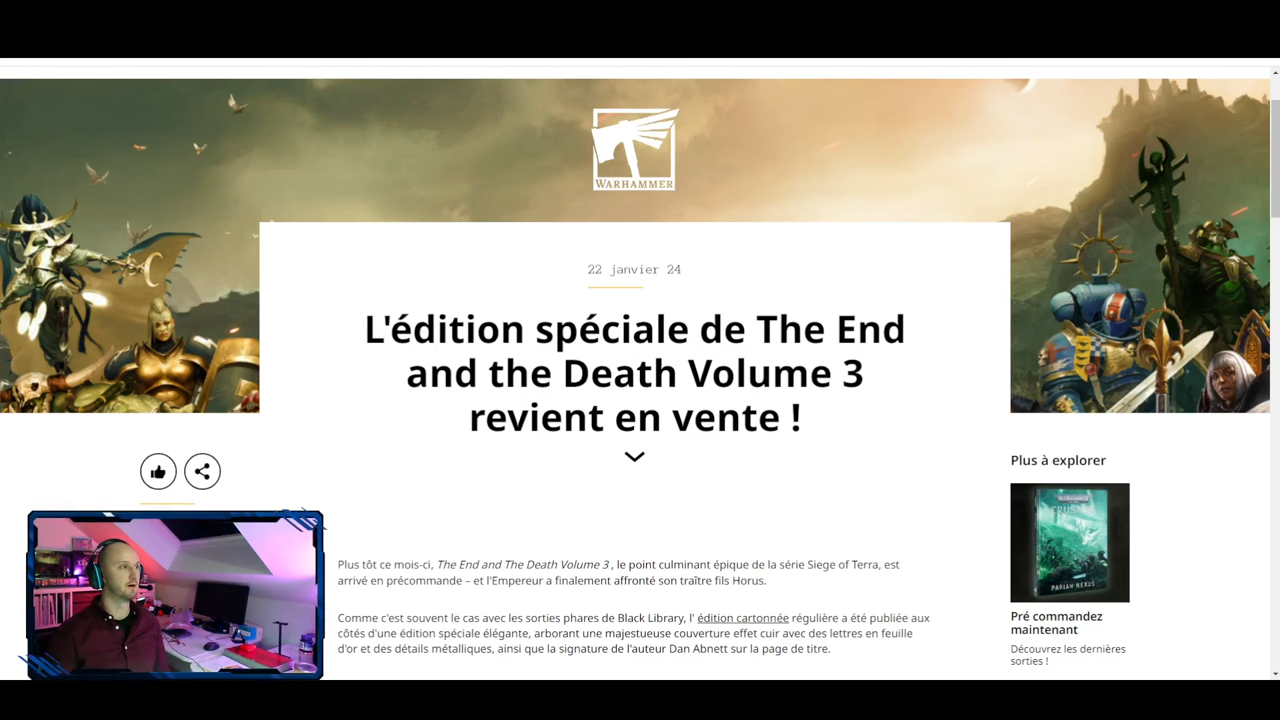 WARHAMMER
22 janvier 24
L'édition spéciale de The End
and the Death Volume 3
revient en vente !
Plus à explorer
WARHAMMER
CRUSADE
PARIAH NEXUS
Pré commandez
maintenant
Découvrez les dernières
sorties !
Plus tôt ce mois-ci, The End and The Death Volume 3 , le point culminant épique de la série Siege of Terra, est
arrivé en précommande – et l'Empereur a finalement affronté son traître fils Horus.
Comme c'est souvent le cas avec les sorties phares de Black Library, l' édition cartonnée régulière a été publiée aux
côtés d'une édition spéciale élégante, arborant une majestueuse couverture effet cuir avec des lettres en feuille
d'or et des détails métalliques, ainsi que la signature de l'auteur Dan Abnett sur la page de titre.